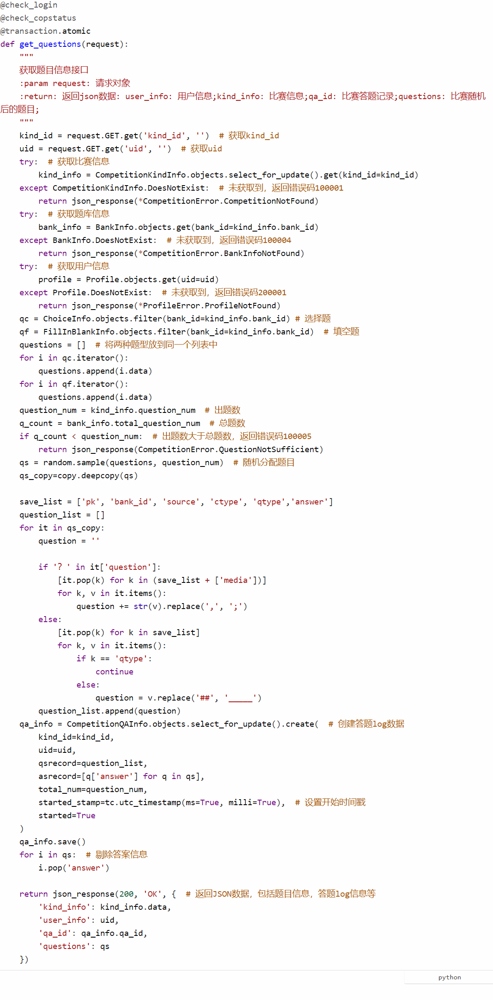 @check_login
@check_copstatus
@transaction.atomic
def get_questions(request):
    """
    获取题目信息接口
    :param request: 请求对象
    :return: 返回json数据: user_info: 用户信息;kind_info: 比赛信息;qa_id: 比赛答题记录;questions: 比赛随机
后的题目;
    """
    kind_id = request.GET.get('kind_id', '')  # 获取kind_id
    uid = request.GET.get('uid', '')  # 获取uid
    try:  # 获取比赛信息
        kind_info = CompetitionKindInfo.objects.select_for_update().get(kind_id=kind_id)
    except CompetitionKindInfo.DoesNotExist:  # 未获取到，返回错误码100001
        return json_response(*CompetitionError.CompetitionNotFound)
    try:  # 获取题库信息
        bank_info = BankInfo.objects.get(bank_id=kind_info.bank_id)
    except BankInfo.DoesNotExist:  # 未获取到，返回错误码100004
        return json_response(*CompetitionError.BankInfoNotFound)
    try:  # 获取用户信息
        profile = Profile.objects.get(uid=uid)
    except Profile.DoesNotExist:  # 未获取到，返回错误码200001
        return json_response(*ProfileError.ProfileNotFound)
    qc = ChoiceInfo.objects.filter(bank_id=kind_info.bank_id) # 选择题
    qf = FillInBlankInfo.objects.filter(bank_id=kind_info.bank_id)  # 填空题
    questions = []  # 将两种题型放到同一个列表中
    for i in qc.iterator():
        questions.append(i.data)
    for i in qf.iterator():
        questions.append(i.data)
    question_num = kind_info.question_num  # 出题数
    q_count = bank_info.total_question_num  # 总题数
    if q_count < question_num:  # 出题数大于总题数，返回错误码100005
        return json_response(CompetitionError.QuestionNotSufficient)
    qs = random.sample(questions, question_num)  # 随机分配题目
    qs_copy=copy.deepcopy(qs)
    save_list = ['pk', 'bank_id', 'source', 'ctype', 'qtype','answer']
    question_list = []
    for it in qs_copy:
        question = ''
        if '？' in it['question']:
            [it.pop(k) for k in (save_list + ['media'])]
            for k, v in it.items():
                question += str(v).replace(',', ';')
        else:
            [it.pop(k) for k in save_list]
            for k, v in it.items():
                if k == 'qtype':
                    continue
                else:
                    question = v.replace('##', '_____')
        question_list.append(question)
    qa_info = CompetitionQAInfo.objects.select_for_update().create(  # 创建答题log数据
        kind_id=kind_id,
        uid=uid,
        qsrecord=question_list,
        asrecord=[q['answer'] for q in qs],
        total_num=question_num,
        started_stamp=tc.utc_timestamp(ms=True, milli=True),  # 设置开始时间戳
        started=True
    )
    qa_info.save()
    for i in qs:  # 剔除答案信息
        i.pop('answer')
    return json_response(200, 'OK', {  # 返回JSON数据，包括题目信息，答题log信息等
        'kind_info': kind_info.data,
        'user_info': uid,
        'qa_id': qa_info.qa_id,
        'questions': qs
    })
python